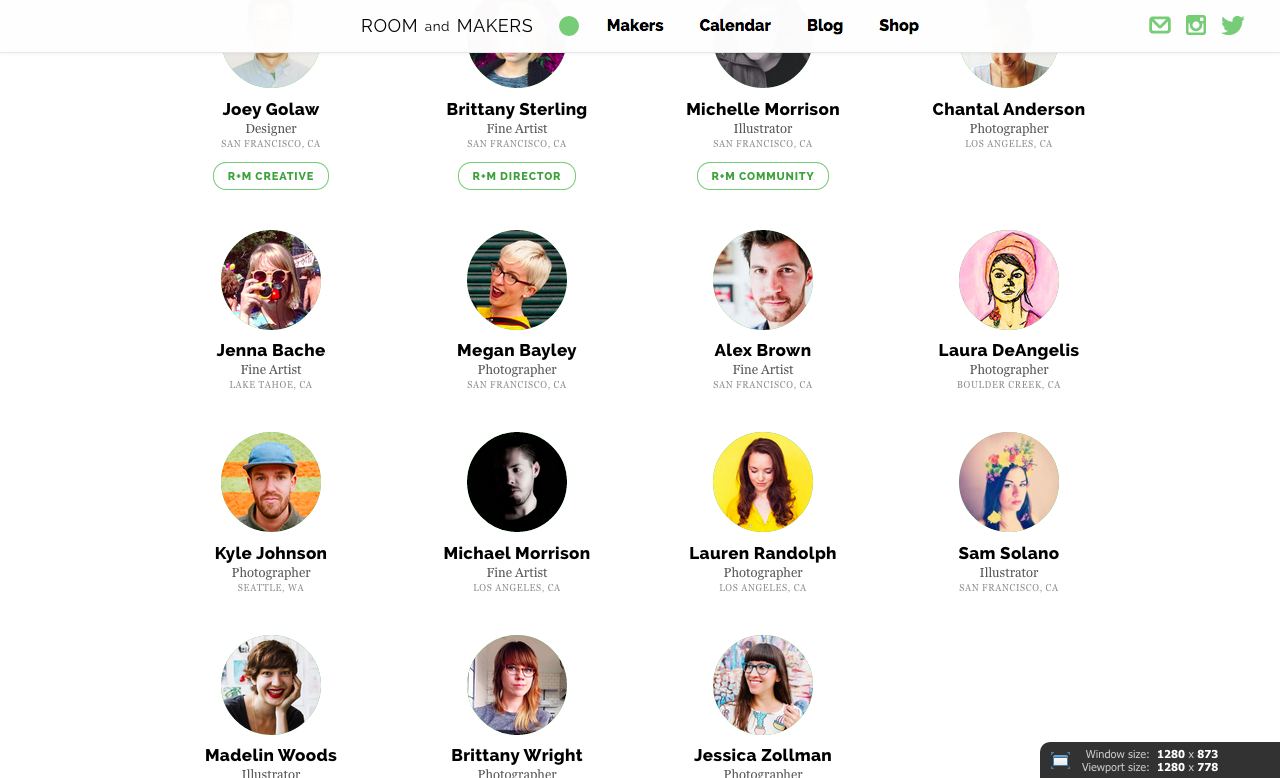 ROOM and MAKERS Makers Calendar Blog Shop
Joey Golaw Brittany Sterling Michelle Morrison Chantal Anderson
Designer Fine Artist Illustrator Photographer
SAN FRANCISCO, CA SAN FRANCISCO, CA SAN FRANCISCO, CA LOS ANGELES, CA
R+M CREATIVE R+M DIRECTOR R+M COMMUNITY
Jenna Bache Megan Bayley Alex Brown Laura DeAngelis
Fine Artist Photographer Fine Artist Photographer
LAKE TAHOE, CA SAN FRANCISCO, CA SAN FRANCISCO, CA BOULDER CREEK, CA
Kyle Johnson Michael Morrison Lauren Randolph Sam Solano
Photographer Fine Artist Photographer Illustrator
SEATTLE, WA LOS ANGELES, CA LOS ANGELES, CA SAN FRANCISCO, CA
Madelin Woods Brittany Wright Jessica Zollman
Illustrator Photographer Photographer
Window size: 1280 x 873
Viewport size: 1280 x 778